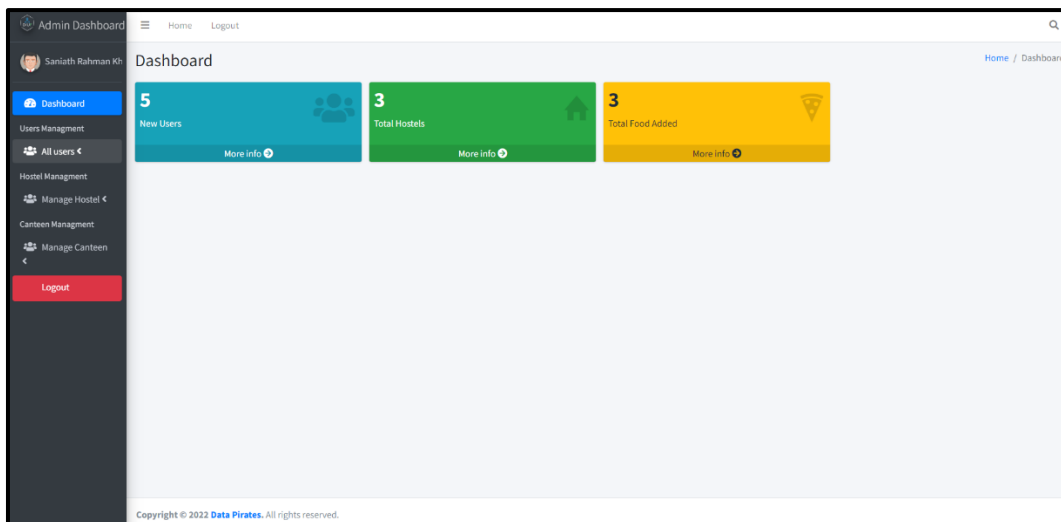 Admin Dashboard
Home Logout
Saniath Rahman Kh
Dashboard
Home / Dashboar
Dashboard
Users Managment
All users
Hostel Managment
Manage Hostel
Canteen Managment
Manage Canteen
Logout
5
New Users
More info
3
Total Hostels
More info
3
Total Food Added
More info
Copyright © 2022 Data Pirates. All rights reserved.